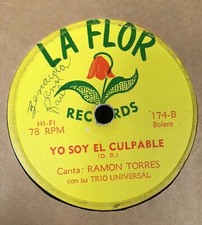 LA FLOR
RECORDS
HI-FI
78 RPM
174-B
Bolero
YO SOY EL CULPABLE
(D. R.)
Canta: RAMON TORRES
con su TRIO UNIVERSAL